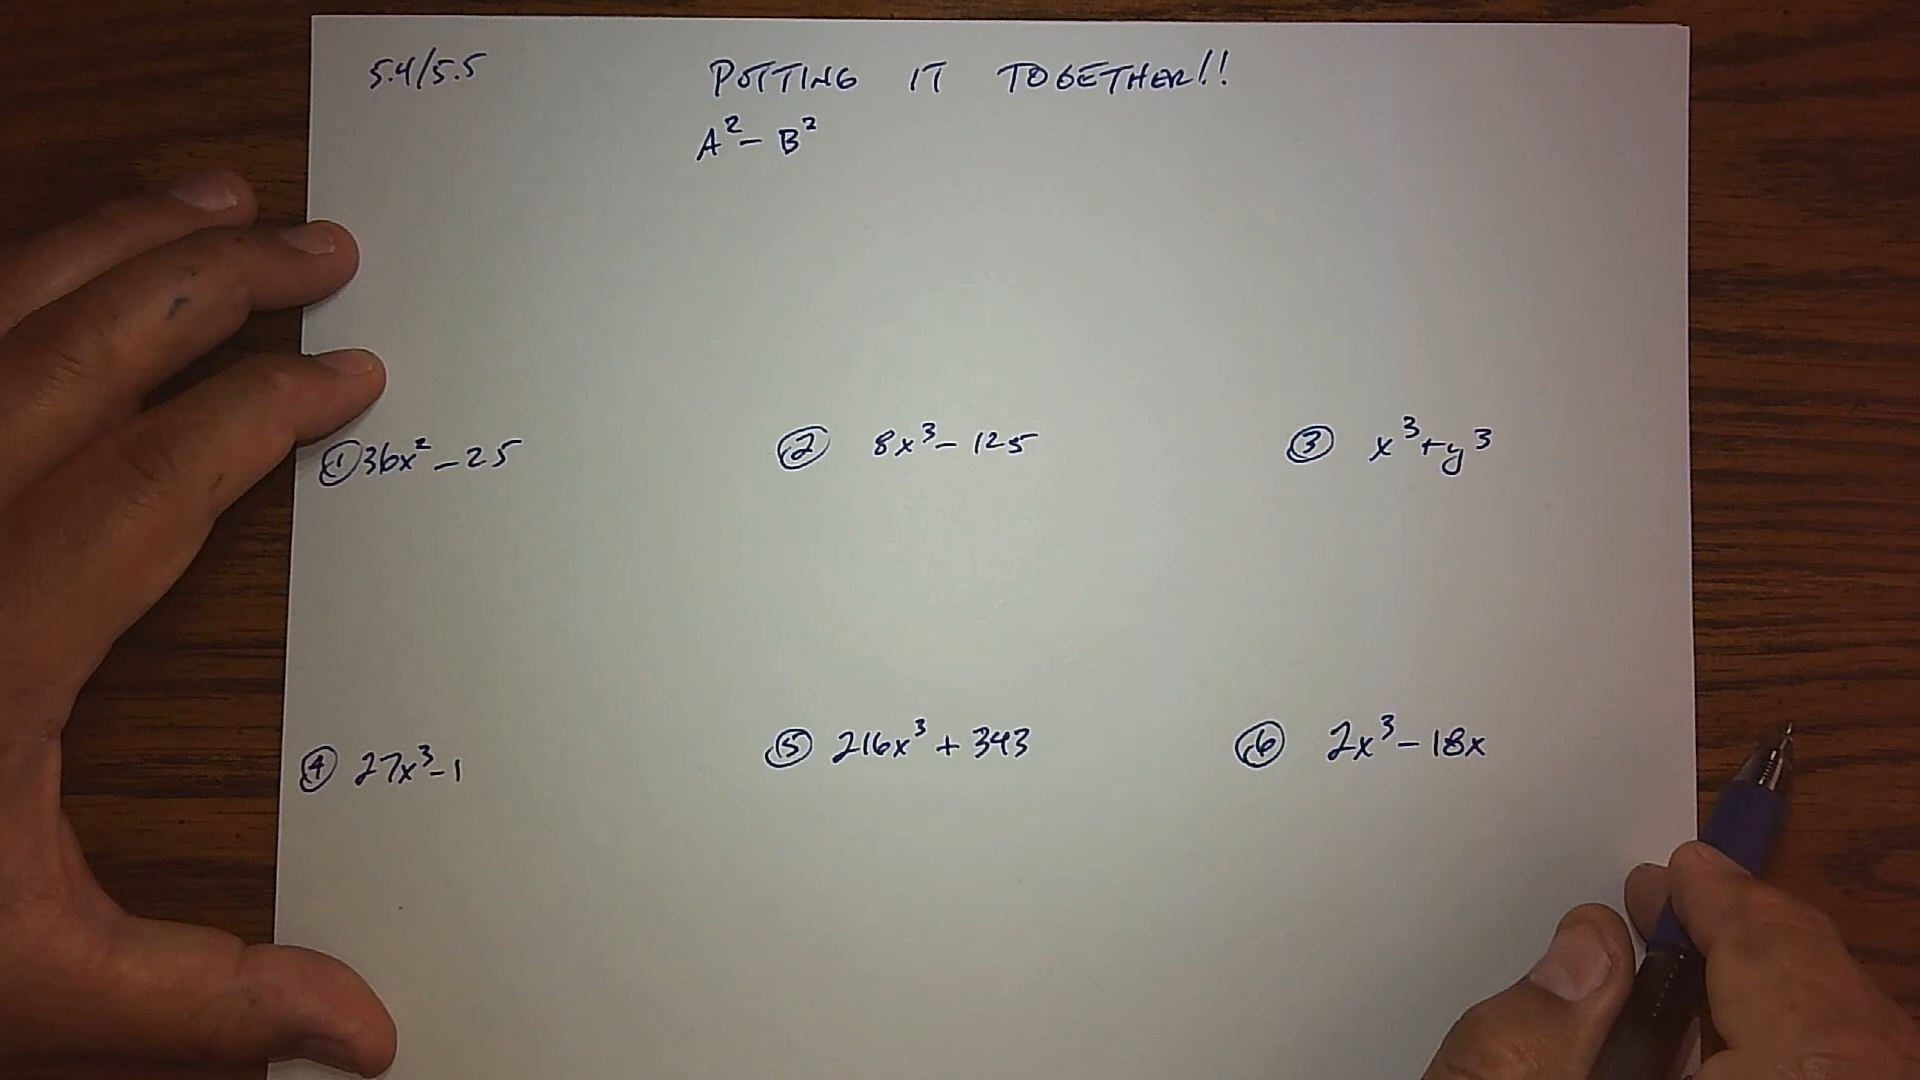 5.4/5.5 PUTTING IT TOGETHER!!
A² - B²
① 36x² - 25 ② 8x³ - 125 ③ x³ + y³
④ 27x³ - 1 ⑤ 216x³ + 343 ⑥ 2x³ - 18x